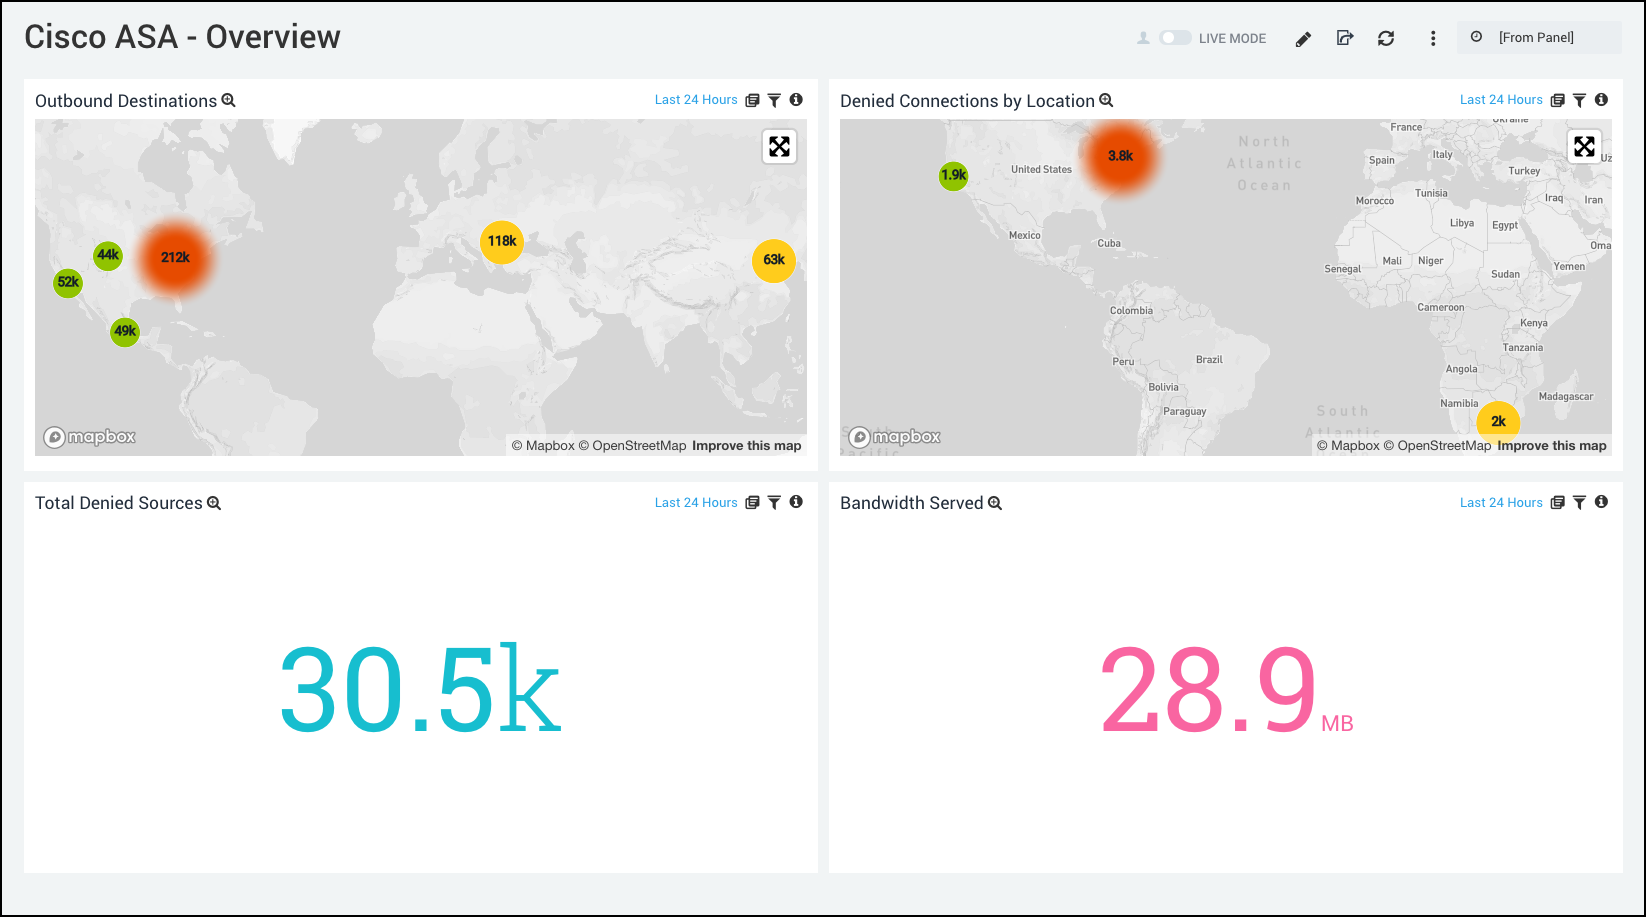 Cisco ASA - Overview
LIVE MODE
[From Panel]
Outbound Destinations
Last 24 Hours
44k
212k
52k
49k
118k
63k
mapbox
© Mapbox © OpenStreetMap Improve this map
Denied Connections by Location
Last 24 Hours
1.9k
3.8k
2k
United States
Mexico
Cuba
North
Atlantic
Ocean
France
Ukraine
Spain
Italy
Turkey
Uz
Morocco
Tunisia
Iraq
Iran
Libya
Egypt
Oma
Mali
Niger
Senegal
Sudan
Yemen
Cameroon
Kenya
Tanzania
Angola
Namibia
Madagascar
Colombia
Peru
Brazil
Bolivia
Paraguay
South
Atlantic
South
Pacific
mapbox
© Mapbox © OpenStreetMap Improve this map
Total Denied Sources
Last 24 Hours
30.5k
Bandwidth Served
Last 24 Hours
28.9 MB